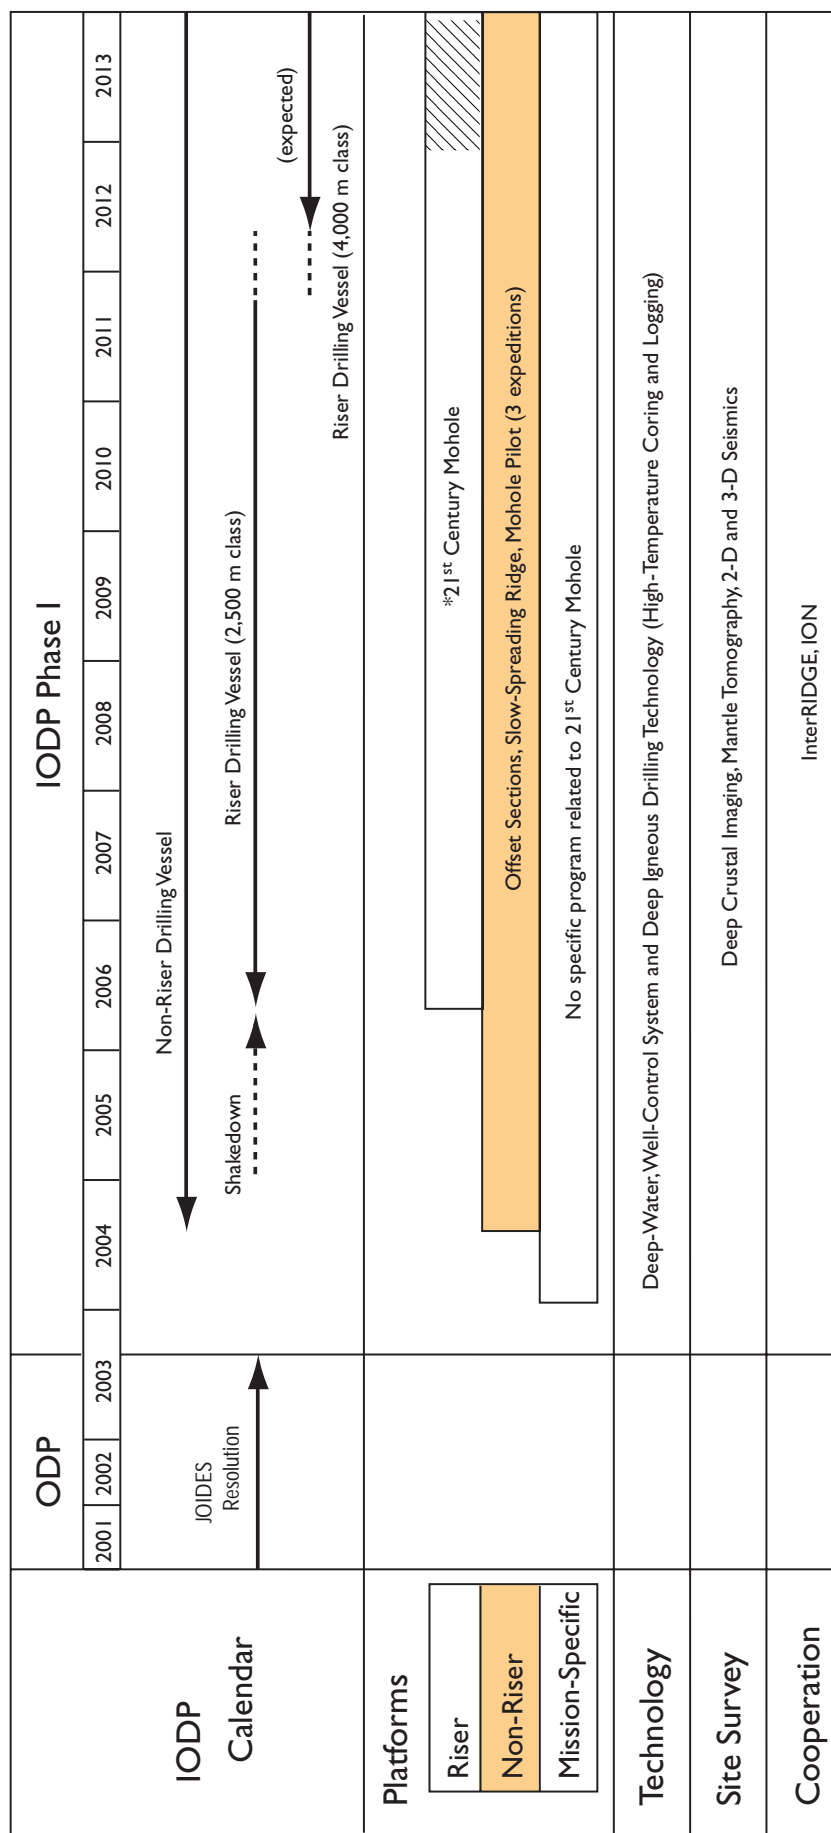 ODP
IODP Phase I
2001
2002
2003
2004
2005
2006
2007
2008
2009
2010
2011
2012
2013
IODP
Calendar
JOIDES
Resolution
Non-Riser Drilling Vessel
Shakedown
Riser Drilling Vessel (2,500 m class)
(expected)
Riser Drilling Vessel (4,000 m class)
Platforms
Riser
*21st Century Mohole
Non-Riser
Offset Sections, Slow-Spreading Ridge, Mohole Pilot (3 expeditions)
Mission-Specific
No specific program related to 21st Century Mohole
Technology
Deep-Water, Well-Control System and Deep Igneous Drilling Technology (High-Temperature Coring and Logging)
Site Survey
Deep Crustal Imaging, Mantle Tomography, 2-D and 3-D Seismics
Cooperation
InterRIDGE, ION